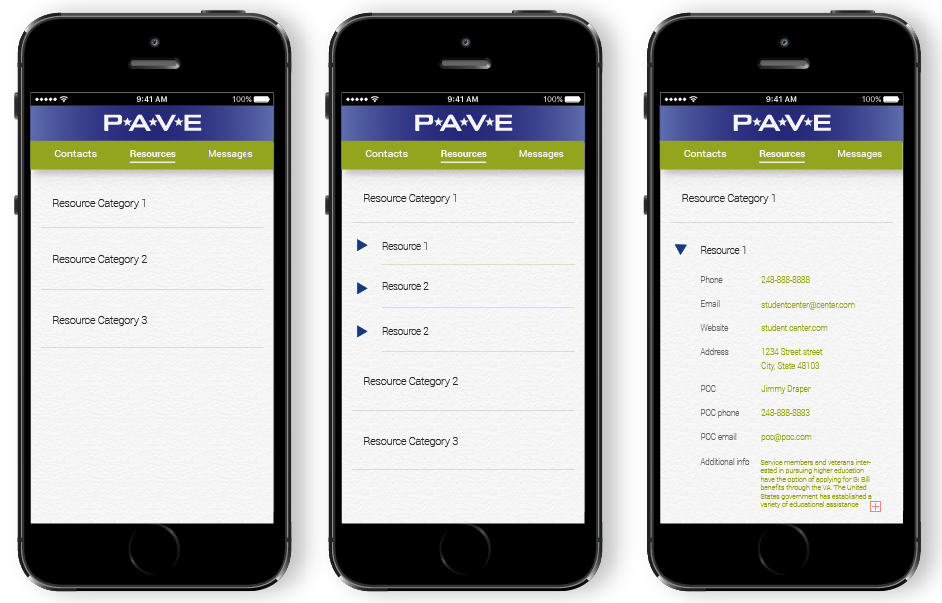 9:41 AM 100%
P★A★V★E
Contacts Resources Messages
Resource Category 1
Resource Category 2
Resource Category 3
9:41 AM 100%
P★A★V★E
Contacts Resources Messages
Resource Category 1
Resource 1
Resource 2
Resource 2
Resource Category 2
Resource Category 3
9:41 AM 100%
P★A★V★E
Contacts Resources Messages
Resource Category 1
Resource 1
Phone 248-888-8888
Email studentcenter@center.com
Website student center.com
Address 1234 Street street
City, State 48103
POC Jimmy Draper
POC phone 248-888-8883
POC email poc@poc.com
Additional info Service members and veterans inter-
ested in pursuing higher education
have the option of applying for GI Bill
benefits through the VA. The United
States government has established a
variety of educational assistance